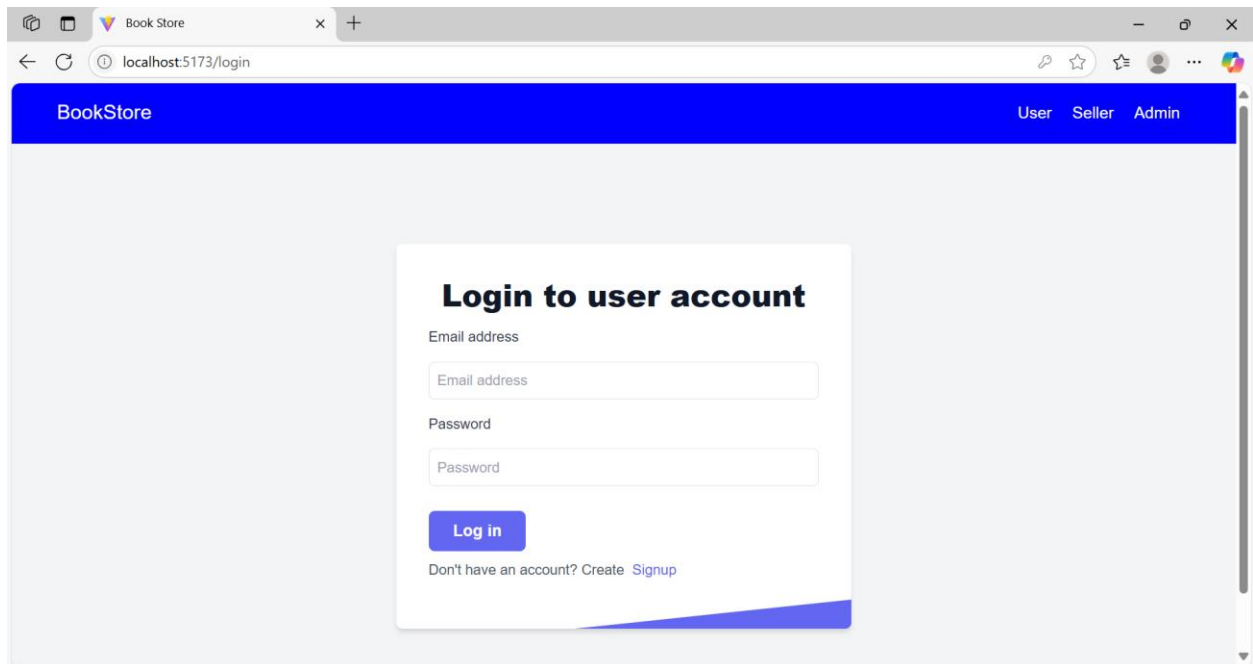 Book Store
localhost:5173/login
BookStore
User Seller Admin
Login to user account
Email address
Email address
Password
Password
Log in
Don't have an account? Create Signup